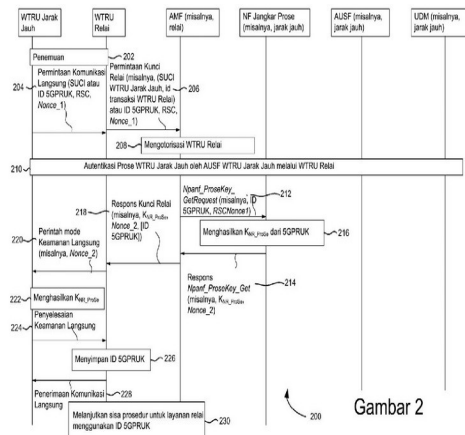 WTRU Jarak Jauh
WTRU Relai
AMF (misalnya, relai)
NF Jangkar Prose (misalnya, jarak jauh)
AUSF (misalnya, jarak jauh)
UDM (misalnya, jarak jauh)
Penemuan
202
204
Permintaan Komunikasi
Langsung (SUCI atau
ID 5GPRUK, RSC,
Nonce_1)
Permintaan Kunci
Relai (misalnya, (SUCI
WTRU Jarak Jauh, id
transaksi WTRU Relai)
atau ID 5GPRUK, RSC,
Nonce_1)
206
208
Mengotorisasi WTRU Relai
210
Autentikasi Prose WTRU Jarak Jauh oleh AUSF WTRU Jarak Jauh melalui WTRU Relai
Npanf_ProseKey_
GetRequest (misalnya, ID
5GPRUK, RSCNonce1)
212
218
Respons Kunci Relai
(misalnya, KNR_ProSe,
Nonce_2, [ID
5GPRUK])
Menghasilkan KNR_ProSe dari 5GPRUK
216
220
Perintah mode
Keamanan Langsung
(misalnya, Nonce_2)
Respons
Npanf_ProseKey_Get
(misalnya, KNR_ProSe,
Nonce_2)
214
222
Menghasilkan KNR_ProSe
224
Penyelesaian
Keamanan Langsung
Menyimpan ID 5GPRUK
226
228
Penerimaan Komunikasi
Langsung
Melanjutkan sisa prosedur untuk layanan relai
menggunakan ID 5GPRUK
230
200
Gambar 2